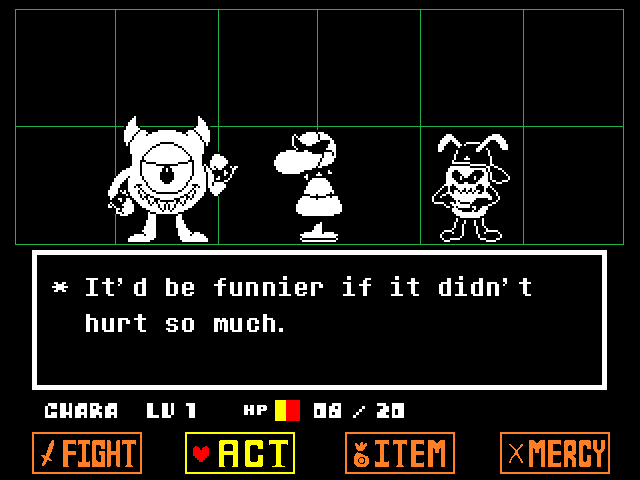 * It'd be funnier if it didn't
hurt so much.
CHARA LV 1 HP 08 / 20
FIGHT ACT ITEM MERCY